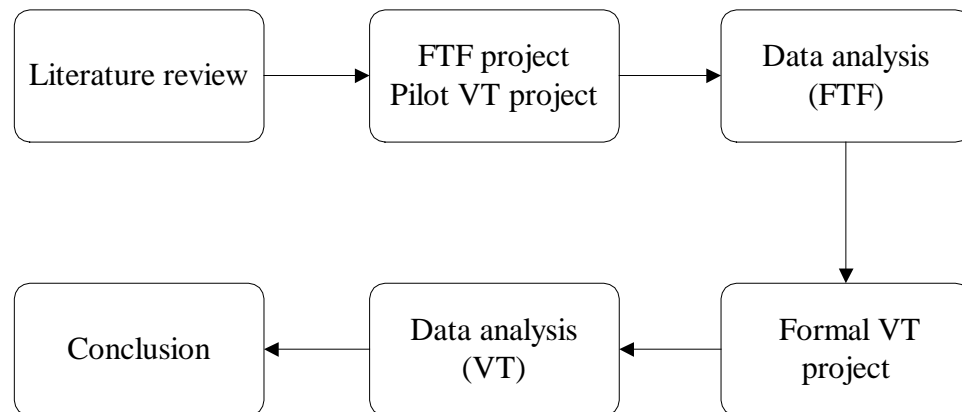 Literature review
FTF project
Pilot VT project
Data analysis
(FTF)
Formal VT
project
Data analysis
(VT)
Conclusion